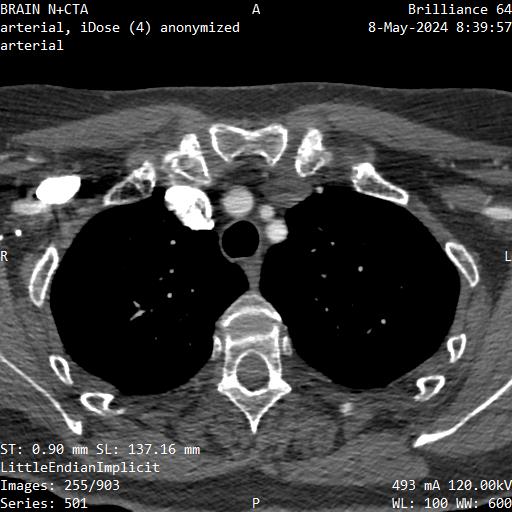 BRAIN N+CTA
A
Brilliance 64
arterial, iDose (4) anonymized
8-May-2024 8:39:57
arterial
R
L
ST: 0.90 mm SL: 137.16 mm
LittleEndianImplicit
Images: 255/903
493 mA 120.00kV
Series: 501
P
WL: 100 WW: 600